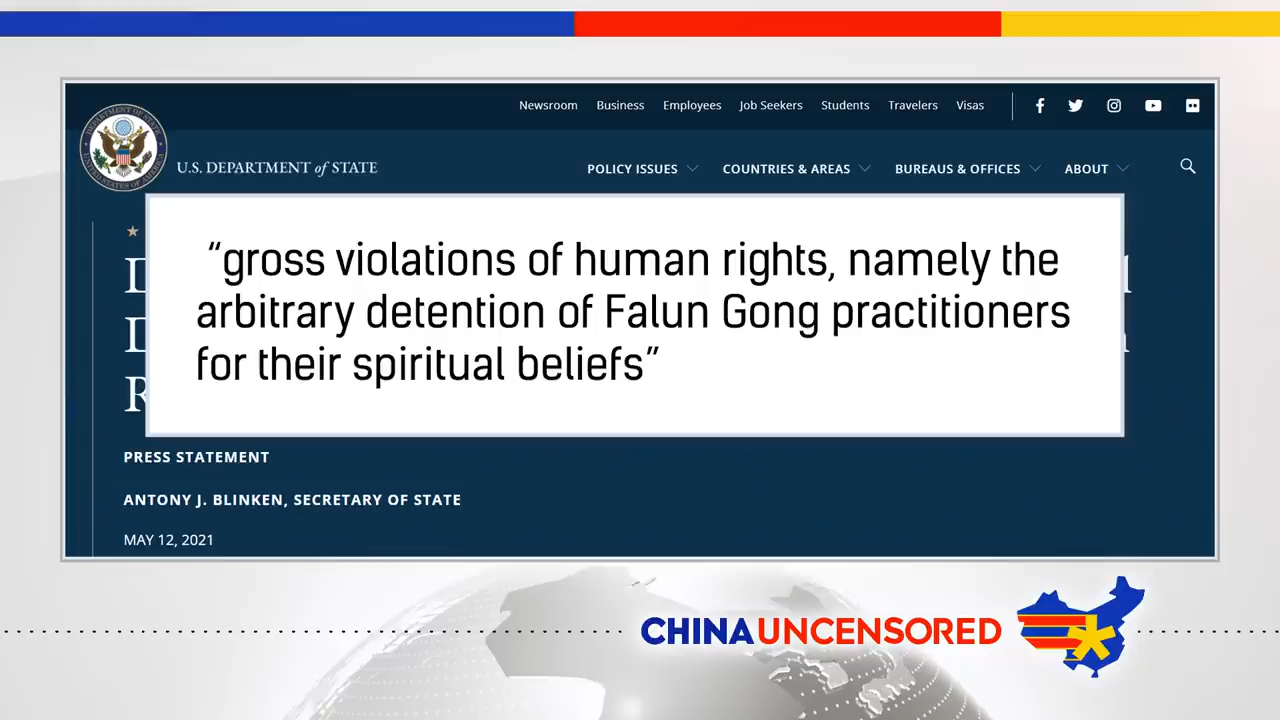 Newsroom Business Employees Job Seekers Students Travelers Visas
U.S. DEPARTMENT of STATE
POLICY ISSUES COUNTRIES & AREAS BUREAUS & OFFICES ABOUT
“gross violations of human rights, namely the
arbitrary detention of Falun Gong practitioners
for their spiritual beliefs”
PRESS STATEMENT
ANTONY J. BLINKEN, SECRETARY OF STATE
MAY 12, 2021
CHINA UNCENSORED